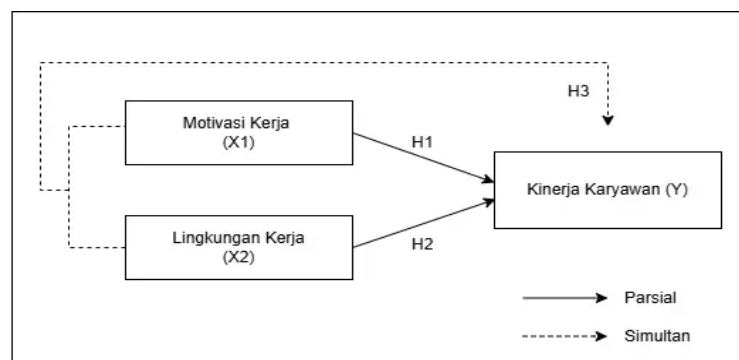 H3
Motivasi Kerja
(X1)
H1
Kinerja Karyawan (Y)
Lingkungan Kerja
(X2)
H2
Parsial
Simultan